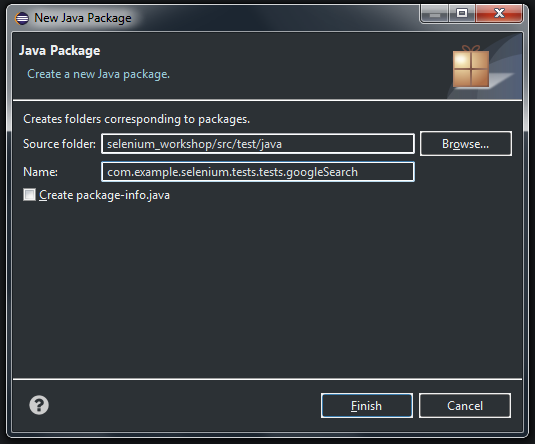 New Java Package
Java Package
Create a new Java package.
Creates folders corresponding to packages.
Source folder: selenium_workshop/src/test/java Browse...
Name: com.example.selenium.tests.tests.googleSearch
Create package-info.java
? Finish Cancel